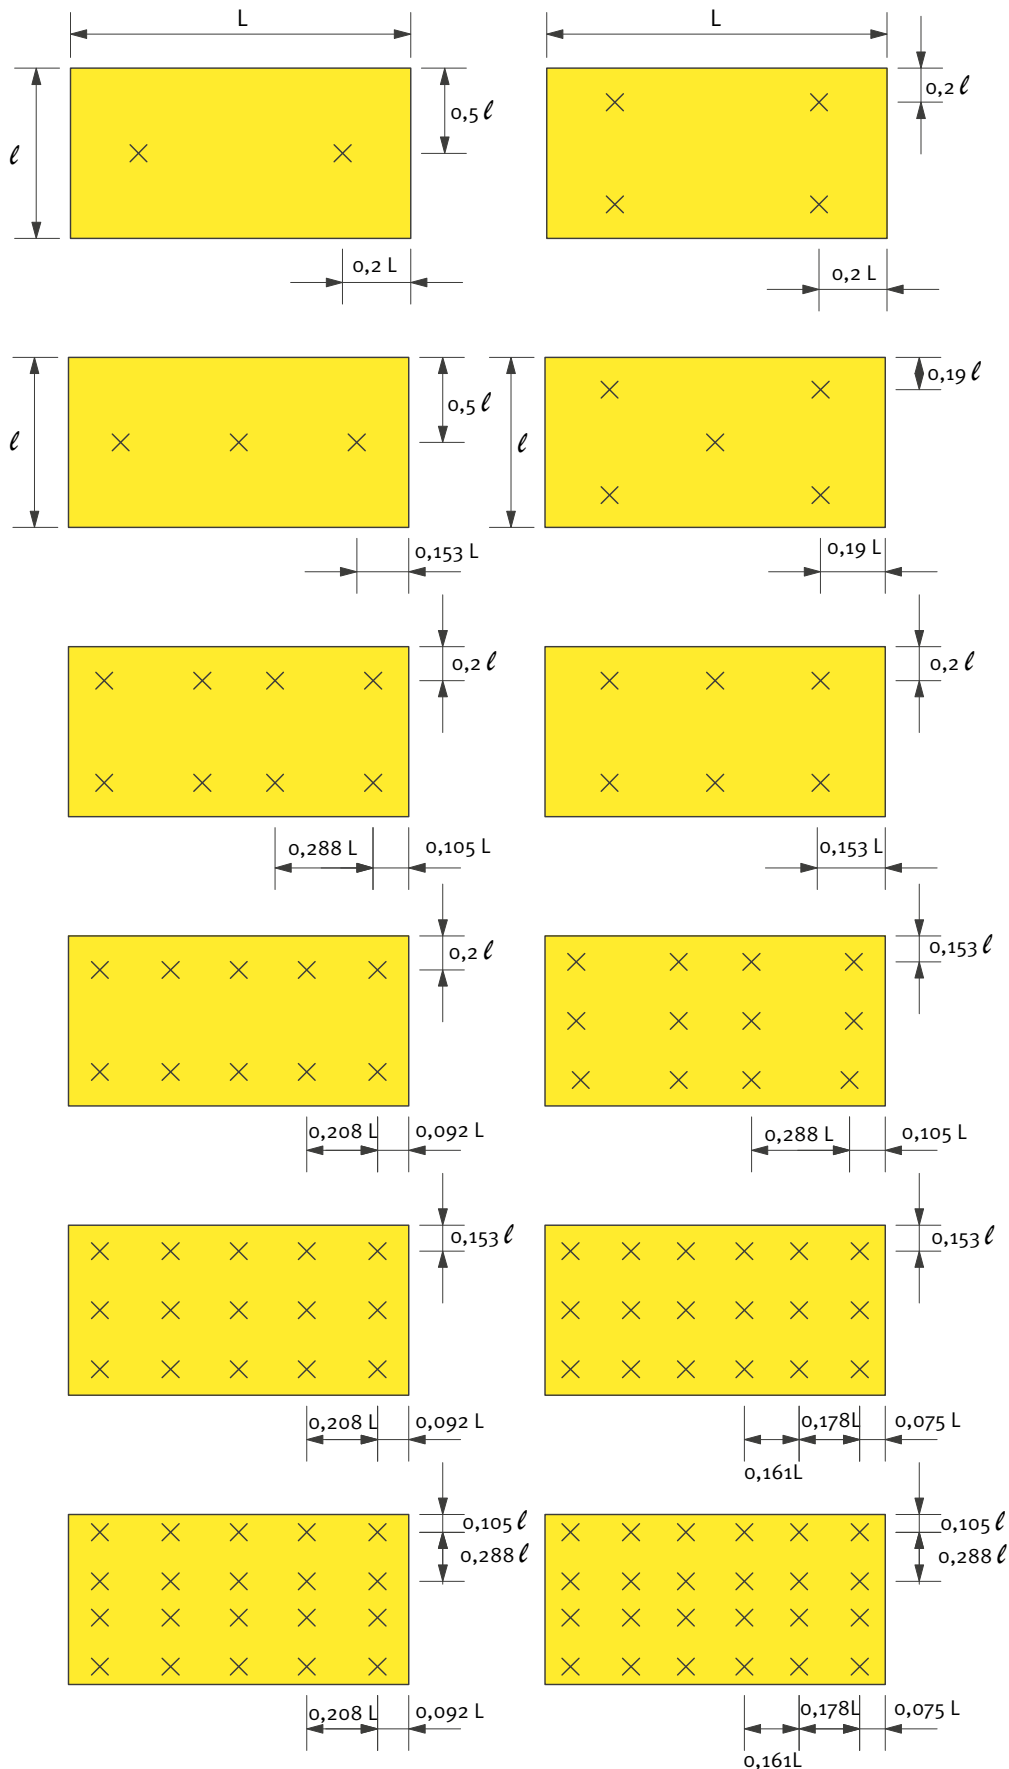 L
L
0,5 ℓ
0,2 ℓ
ℓ
0,2 L
0,2 L
0,5 ℓ
0,19 ℓ
ℓ
ℓ
0,153 L
0,19 L
0,2 ℓ
0,2 ℓ
0,288 L
0,105 L
0,153 L
0,2 ℓ
0,153 ℓ
0,208 L
0,092 L
0,288 L
0,105 L
0,153 ℓ
0,153 ℓ
0,208 L
0,092 L
0,178L
0,075 L
0,161L
0,105 ℓ
0,288 ℓ
0,105 ℓ
0,288 ℓ
0,208 L
0,092 L
0,178L
0,075 L
0,161L